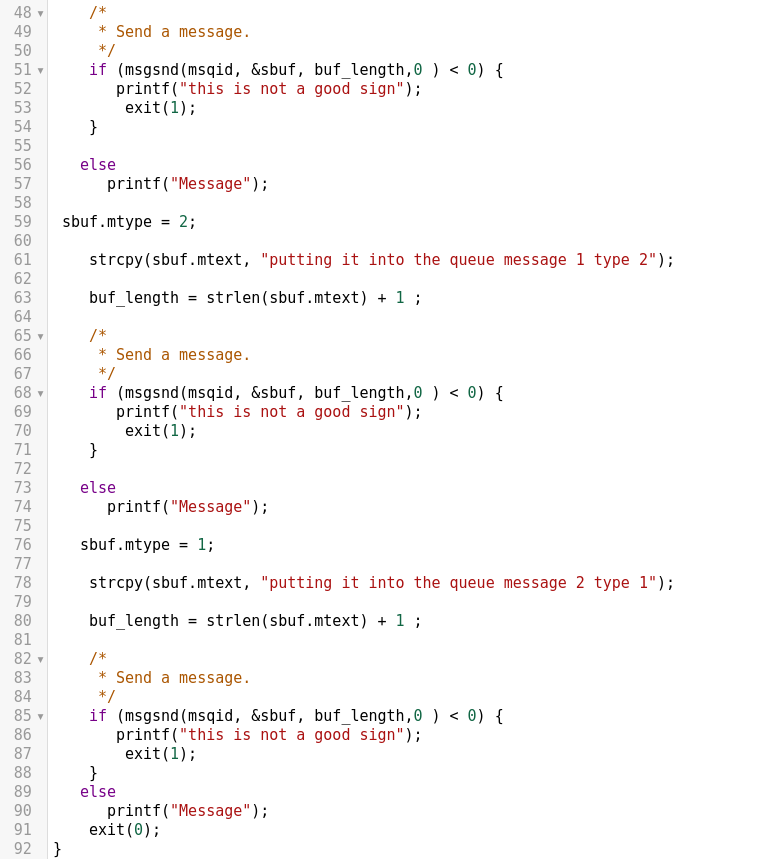 48 ▾    /*
49       * Send a message.
50       */
51 ▾    if (msgsnd(msqid, &sbuf, buf_length,0 ) < 0) {
52         printf("this is not a good sign");
53          exit(1);
54      }
55
56     else
57        printf("Message");
58
59   sbuf.mtype = 2;
60
61      strcpy(sbuf.mtext, "putting it into the queue message 1 type 2");
62
63      buf_length = strlen(sbuf.mtext) + 1 ;
64
65 ▾    /*
66       * Send a message.
67       */
68 ▾    if (msgsnd(msqid, &sbuf, buf_length,0 ) < 0) {
69         printf("this is not a good sign");
70          exit(1);
71      }
72
73     else
74        printf("Message");
75
76     sbuf.mtype = 1;
77
78      strcpy(sbuf.mtext, "putting it into the queue message 2 type 1");
79
80      buf_length = strlen(sbuf.mtext) + 1 ;
81
82 ▾    /*
83       * Send a message.
84       */
85 ▾    if (msgsnd(msqid, &sbuf, buf_length,0 ) < 0) {
86         printf("this is not a good sign");
87          exit(1);
88      }
89     else
90        printf("Message");
91      exit(0);
92  }